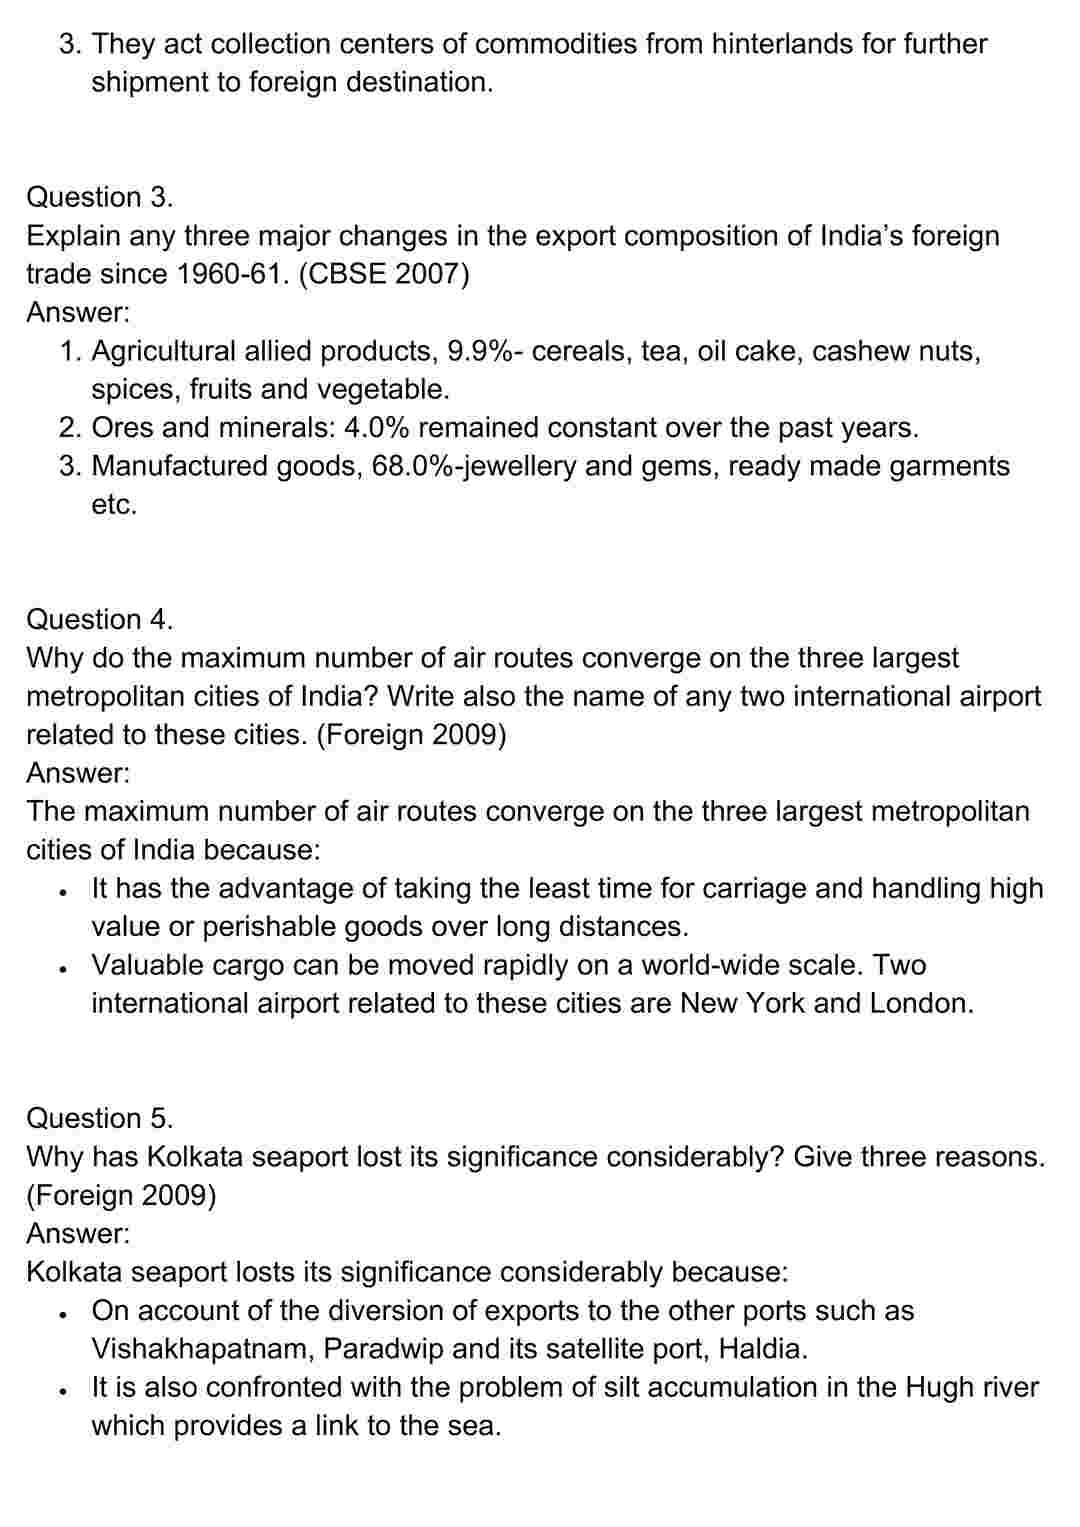 3. They act collection centers of commodities from hinterlands for further
shipment to foreign destination.
Question 3.
Explain any three major changes in the export composition of India's foreign
trade since 1960-61. (CBSE 2007)
Answer:
1. Agricultural allied products, 9.9%- cereals, tea, oil cake, cashew nuts,
spices, fruits and vegetable.
2. Ores and minerals: 4.0% remained constant over the past years.
3. Manufactured goods, 68.0%-jewellery and gems, ready made garments
etc.
Question 4.
Why do the maximum number of air routes converge on the three largest
metropolitan cities of India? Write also the name of any two international airport
related to these cities. (Foreign 2009)
Answer:
The maximum number of air routes converge on the three largest metropolitan
cities of India because:
• It has the advantage of taking the least time for carriage and handling high
value or perishable goods over long distances.
• Valuable cargo can be moved rapidly on a world-wide scale. Two
international airport related to these cities are New York and London.
Question 5.
Why has Kolkata seaport lost its significance considerably? Give three reasons.
(Foreign 2009)
Answer:
Kolkata seaport losts its significance considerably because:
• On account of the diversion of exports to the other ports such as
Vishakhapatnam, Paradwip and its satellite port, Haldia.
• It is also confronted with the problem of silt accumulation in the Hugh river
which provides a link to the sea.